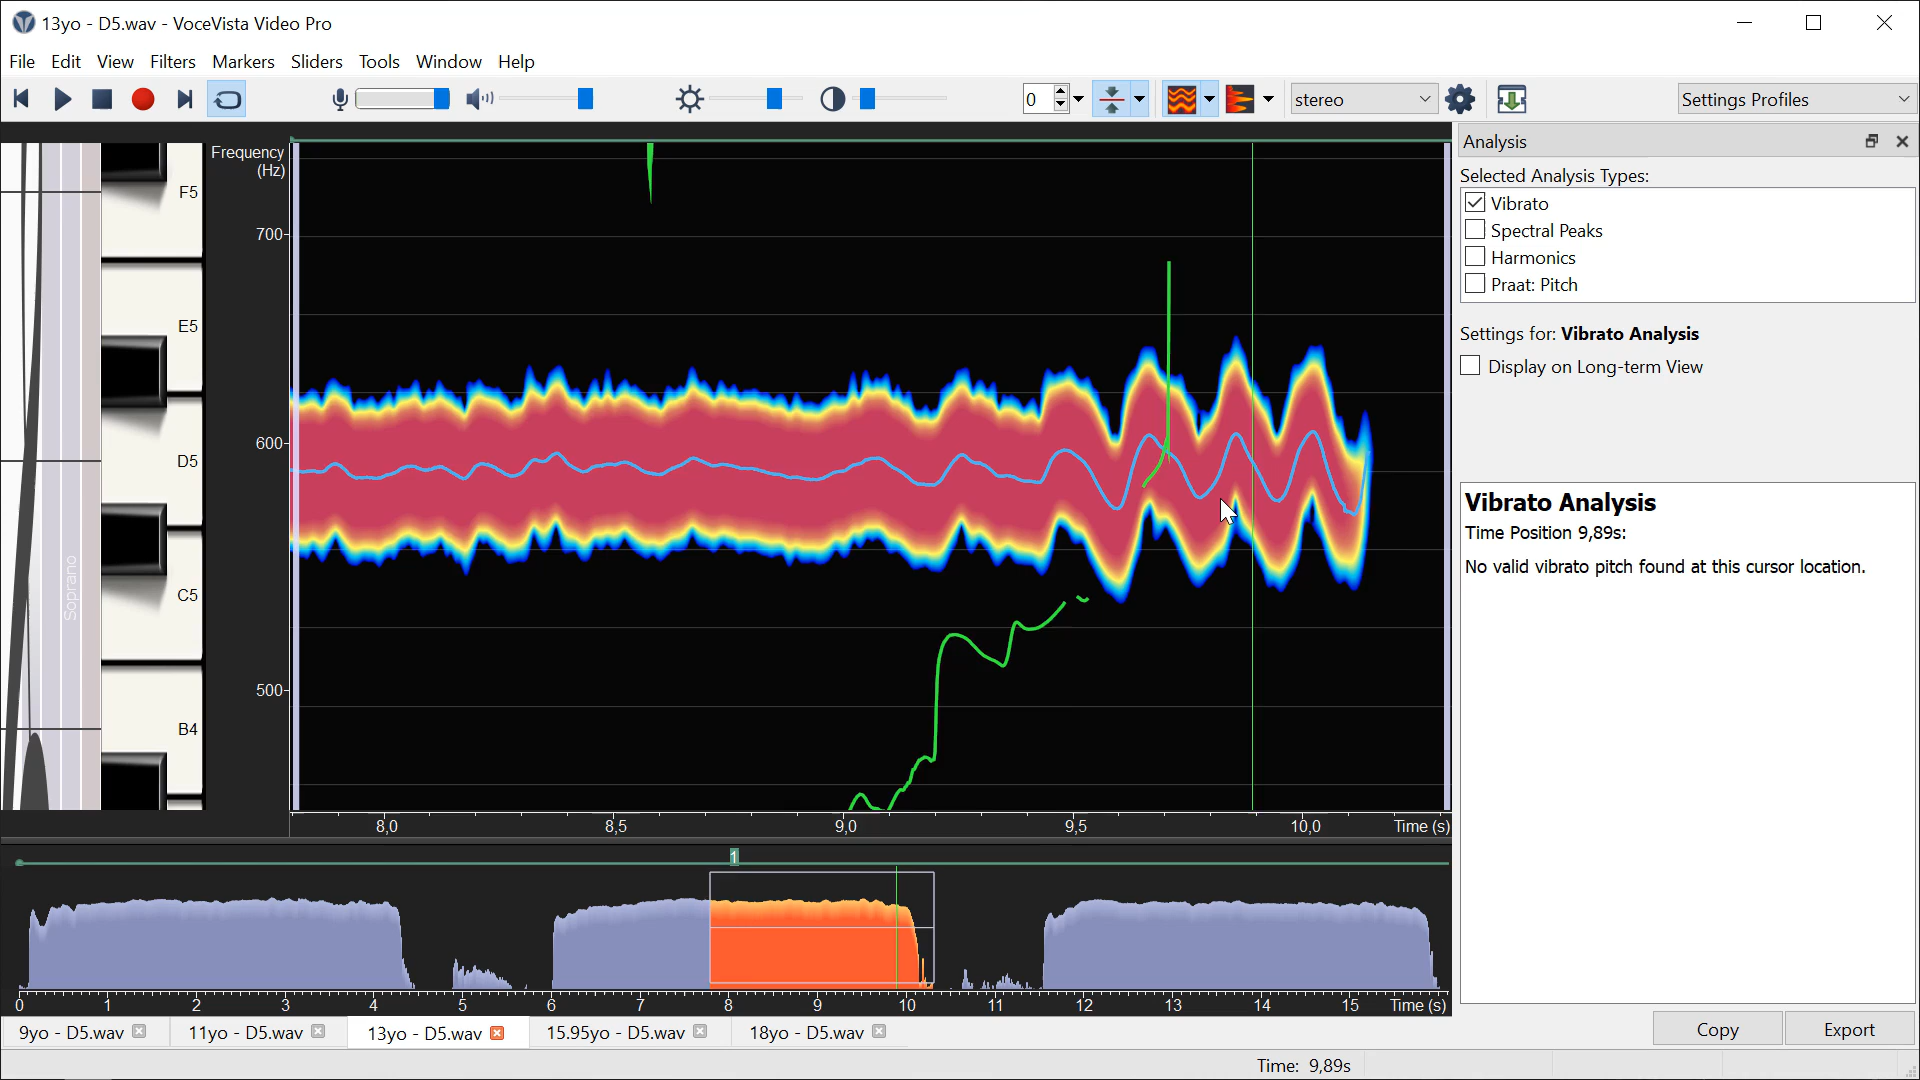 13yo - D5.wav - VoceVista Video Pro
File Edit View Filters Markers Sliders Tools Window Help
0 stereo Settings Profiles
Frequency
(Hz)
F5
E5
D5
C5
B4
Soprano
700
600
500
8,0 8,5 9,0 9,5 10,0 Time (s)
1
0 1 2 3 4 5 6 7 8 9 10 11 12 13 14 15 Time (s)
9yo - D5.wav 11yo - D5.wav 13yo - D5.wav 15.95yo - D5.wav 18yo - D5.wav
Analysis
Selected Analysis Types:
Vibrato
Spectral Peaks
Harmonics
Praat: Pitch
Settings for: Vibrato Analysis
Display on Long-term View
Vibrato Analysis
Time Position 9,89s:
No valid vibrato pitch found at this cursor location.
Copy Export
Time: 9,89s